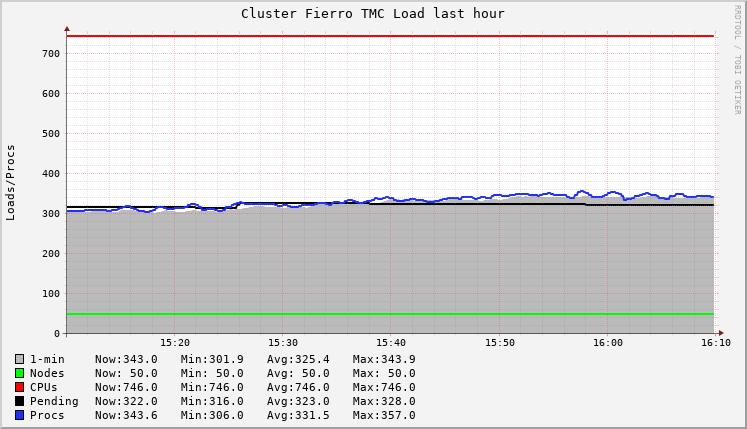 Cluster Fierro TMC Load last hour
RRDTOOL / TOBI OETIKER
Loads/Procs
700
600
500
400
300
200
100
0
15:20 15:30 15:40 15:50 16:00 16:10
1-min Now:343.0 Min:301.9 Avg:325.4 Max:343.9
Nodes Now: 50.0 Min: 50.0 Avg: 50.0 Max: 50.0
CPUs Now:746.0 Min:746.0 Avg:746.0 Max:746.0
Pending Now:322.0 Min:316.0 Avg:323.0 Max:328.0
Procs Now:343.6 Min:306.0 Avg:331.5 Max:357.0